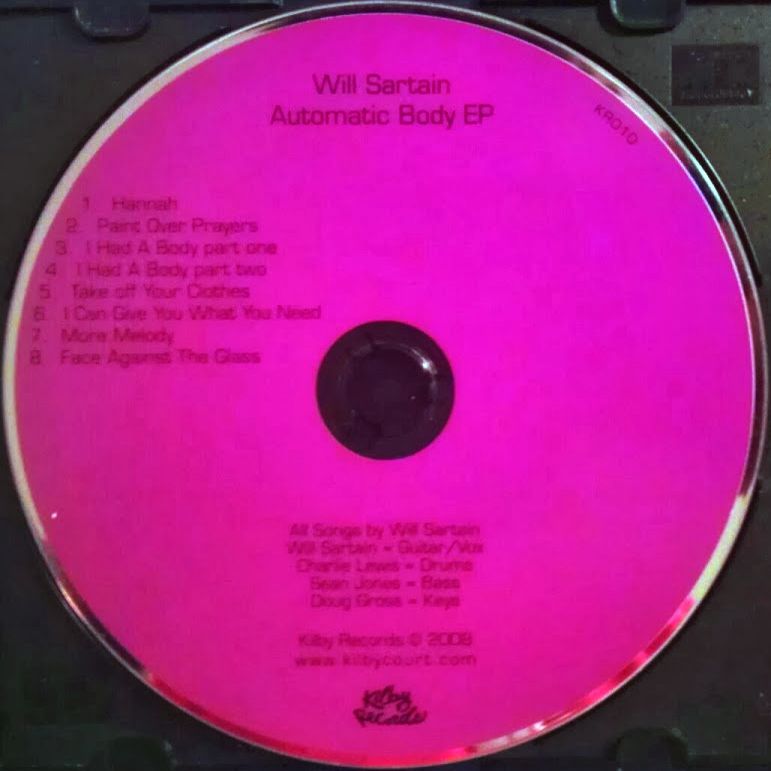 Will Sartain
Automatic Body EP
KR010
1. Hannah
2. Paint Over Prayers
3. I Had A Body part one
4. I Had A Body part two
5. Take off Your Clothes
6. I Can Give You What You Need
7. More Melody
8. Face Against The Glass
All Songs by Will Sartain
Will Sartain = Guitar/Vox
Charlie Lewis = Drums
Sean Jones = Bass
Doug Gross = Keys
Kilby Records © 2008
www.kilbycourt.com
Kilby
Records